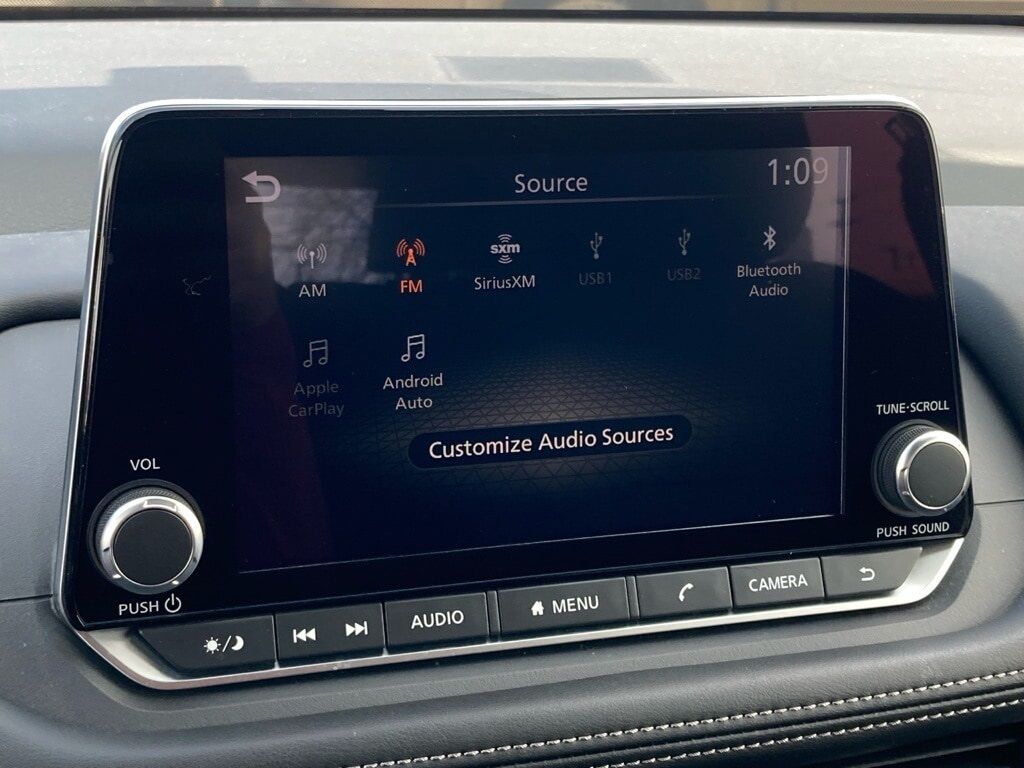 Source
1:09
AM
FM
sxm
SiriusXM
USB1
USB2
Bluetooth
Audio
Apple
CarPlay
Android
Auto
Customize Audio Sources
VOL
PUSH
TUNE·SCROLL
PUSH SOUND
AUDIO
MENU
CAMERA